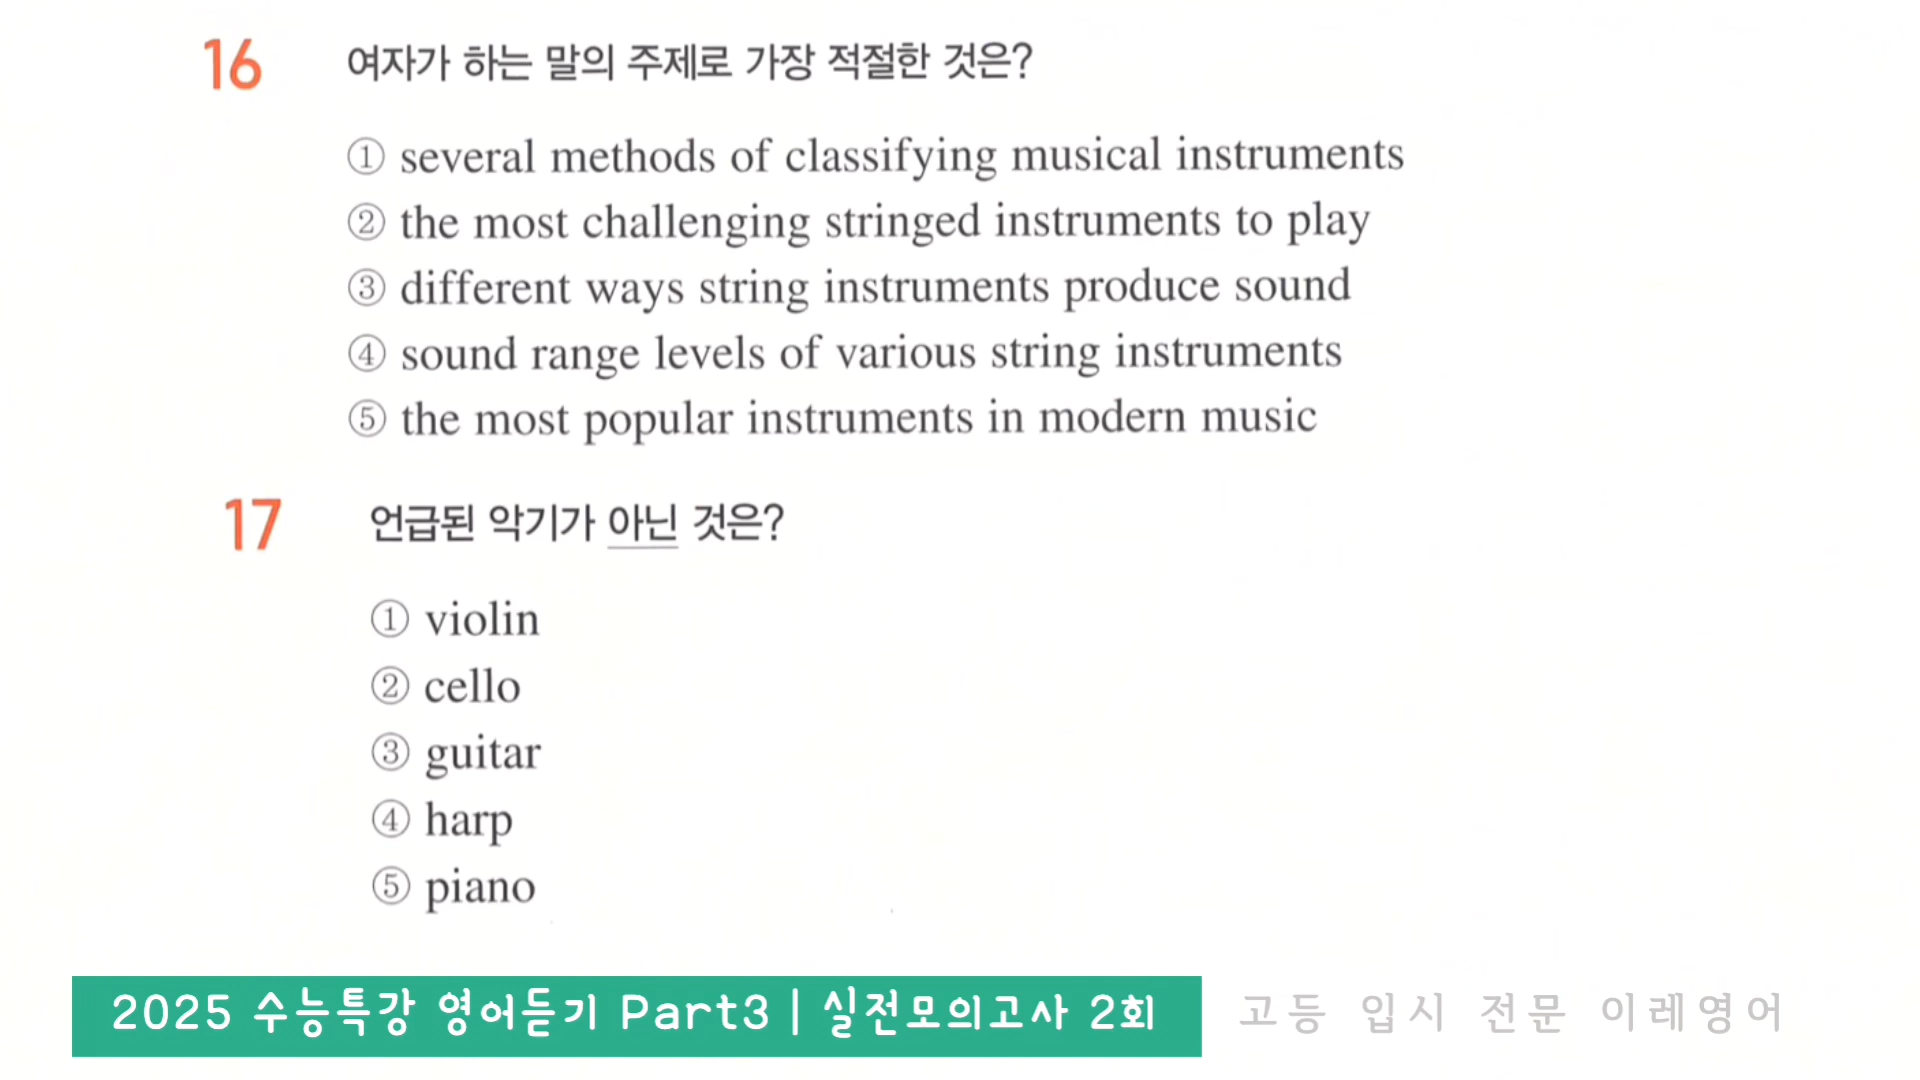 16 여자가 하는 말의 주제로 가장 적절한 것은?
① several methods of classifying musical instruments
② the most challenging stringed instruments to play
③ different ways string instruments produce sound
④ sound range levels of various string instruments
⑤ the most popular instruments in modern music
17 언급된 악기가 아닌 것은?
① violin
② cello
③ guitar
④ harp
⑤ piano
2025 수능특강 영어듣기 Part3 | 실전모의고사 2회 고등 입시 전문 이레영어